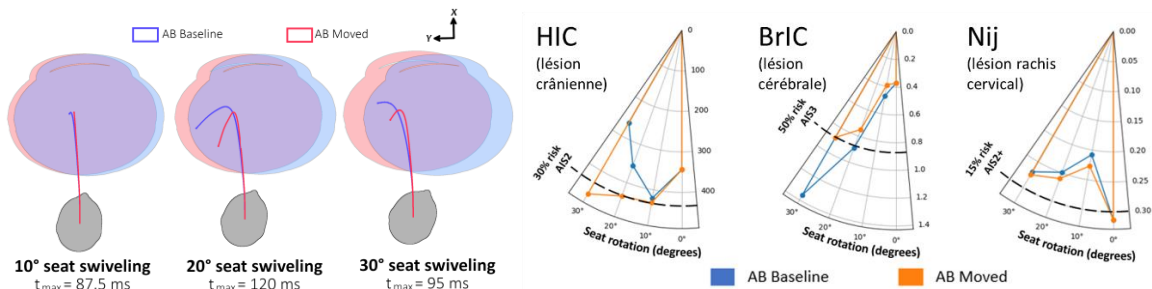 AB Baseline
AB Moved
X
Y
10° seat swiveling
t max = 87.5 ms
20° seat swiveling
t max = 120 ms
30° seat swiveling
t max = 95 ms
HIC
(lésion
crânienne)
0
100
200
300
400
30% risk
AIS2
30°
20°
10°
0°
Seat rotation (degrees)
BrIC
(lésion
cérébrale)
0.0
0.2
0.4
0.6
0.8
1.0
1.2
1.4
50% risk
AIS3
30°
20°
10°
0°
Seat rotation (degrees)
Nij
(lésion rachis
cervical)
0.00
0.05
0.10
0.15
0.20
0.25
0.30
15% risk
AIS2+
30°
20°
10°
0°
Seat rotation (degrees)
AB Baseline
AB Moved